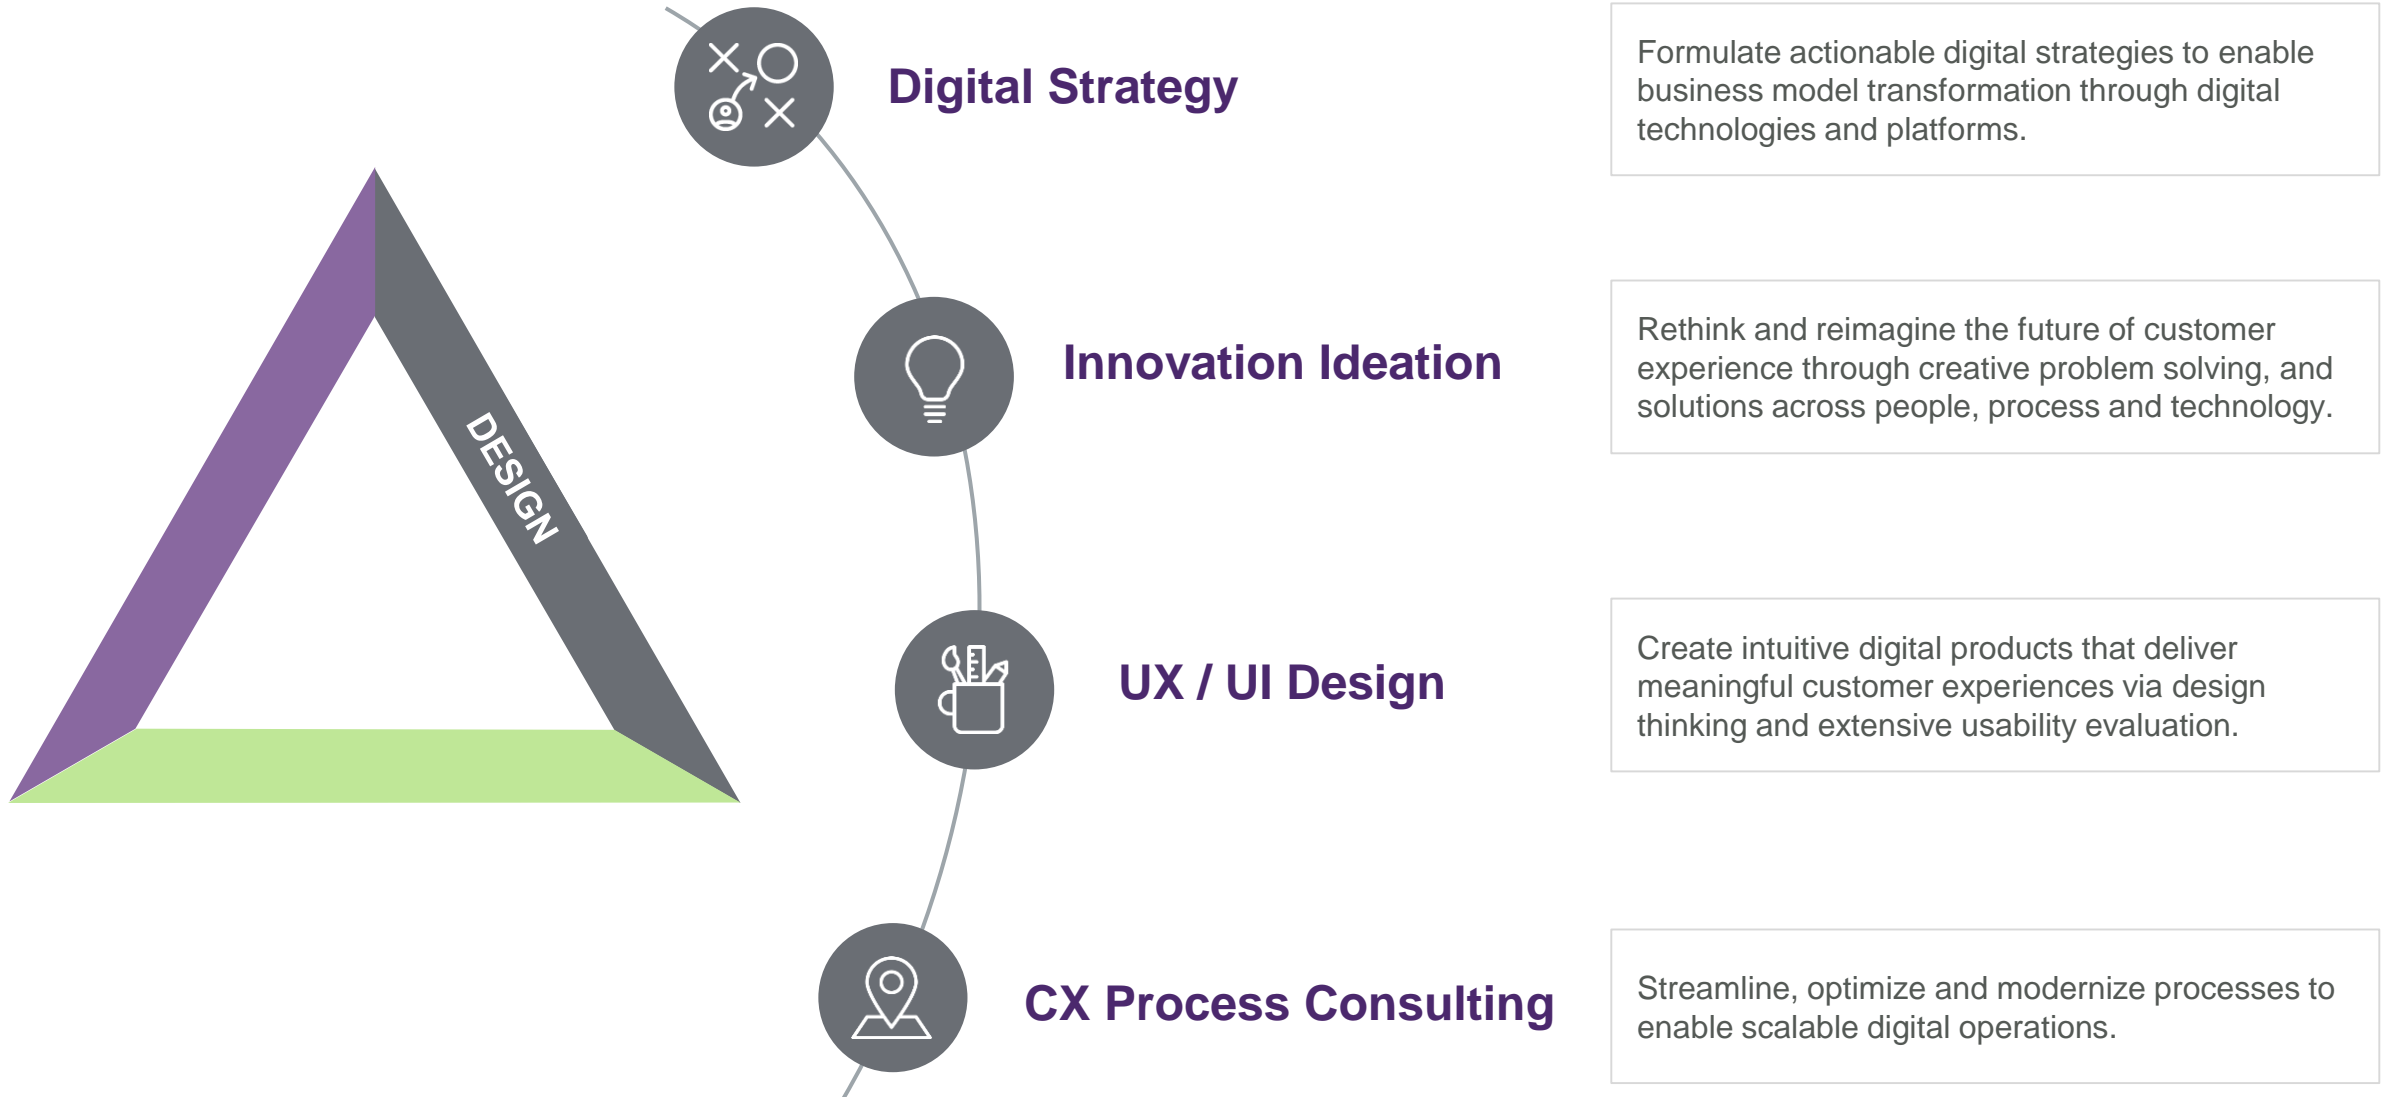 Digital Strategy
Formulate actionable digital strategies to enable
business model transformation through digital
technologies and platforms.
Innovation Ideation
Rethink and reimagine the future of customer
experience through creative problem solving, and
solutions across people, process and technology.
DESIGN
UX / UI Design
Create intuitive digital products that deliver
meaningful customer experiences via design
thinking and extensive usability evaluation.
CX Process Consulting
Streamline, optimize and modernize processes to
enable scalable digital operations.